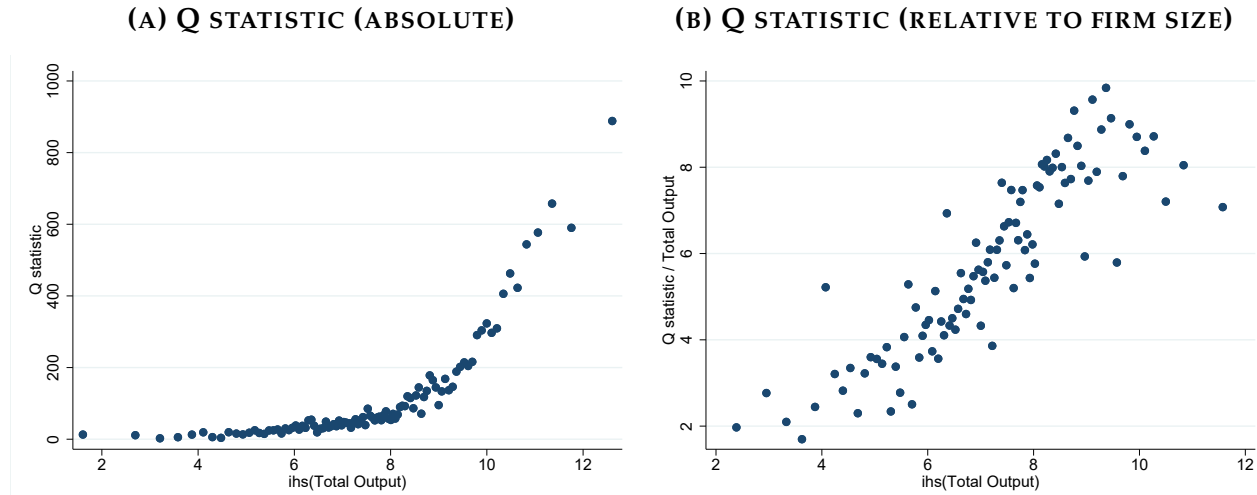 (A) Q STATISTIC (ABSOLUTE)
1000
800
600
400
200
0
Q statistic
2 4 6 8 10 12
ihs(Total Output)
(B) Q STATISTIC (RELATIVE TO FIRM SIZE)
10
8
6
4
2
Q statistic / Total Output
2 4 6 8 10 12
ihs(Total Output)